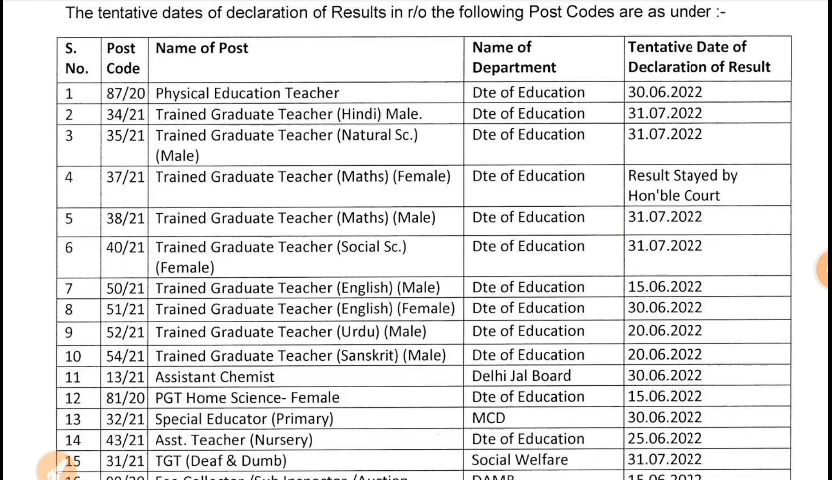 The tentative dates of declaration of Results in r/o the following Post Codes are as under :-
S. No. Post Code Name of Post Name of Department Tentative Date of Declaration of Result
1 87/20 Physical Education Teacher Dte of Education 30.06.2022
2 34/21 Trained Graduate Teacher (Hindi) Male. Dte of Education 31.07.2022
3 35/21 Trained Graduate Teacher (Natural Sc.) Dte of Education 31.07.2022
(Male)
4 37/21 Trained Graduate Teacher (Maths) (Female) Dte of Education Result Stayed by
Hon'ble Court
5 38/21 Trained Graduate Teacher (Maths) (Male) Dte of Education 31.07.2022
6 40/21 Trained Graduate Teacher (Social Sc.) Dte of Education 31.07.2022
(Female)
7 50/21 Trained Graduate Teacher (English) (Male) Dte of Education 15.06.2022
8 51/21 Trained Graduate Teacher (English) (Female) Dte of Education 30.06.2022
9 52/21 Trained Graduate Teacher (Urdu) (Male) Dte of Education 20.06.2022
10 54/21 Trained Graduate Teacher (Sanskrit) (Male) Dte of Education 20.06.2022
11 13/21 Assistant Chemist Delhi Jal Board 30.06.2022
12 81/20 PGT Home Science- Female Dte of Education 15.06.2022
13 32/21 Special Educator (Primary) MCD 30.06.2022
14 43/21 Asst. Teacher (Nursery) Dte of Education 25.06.2022
15 31/21 TGT (Deaf & Dumb) Social Welfare 31.07.2022